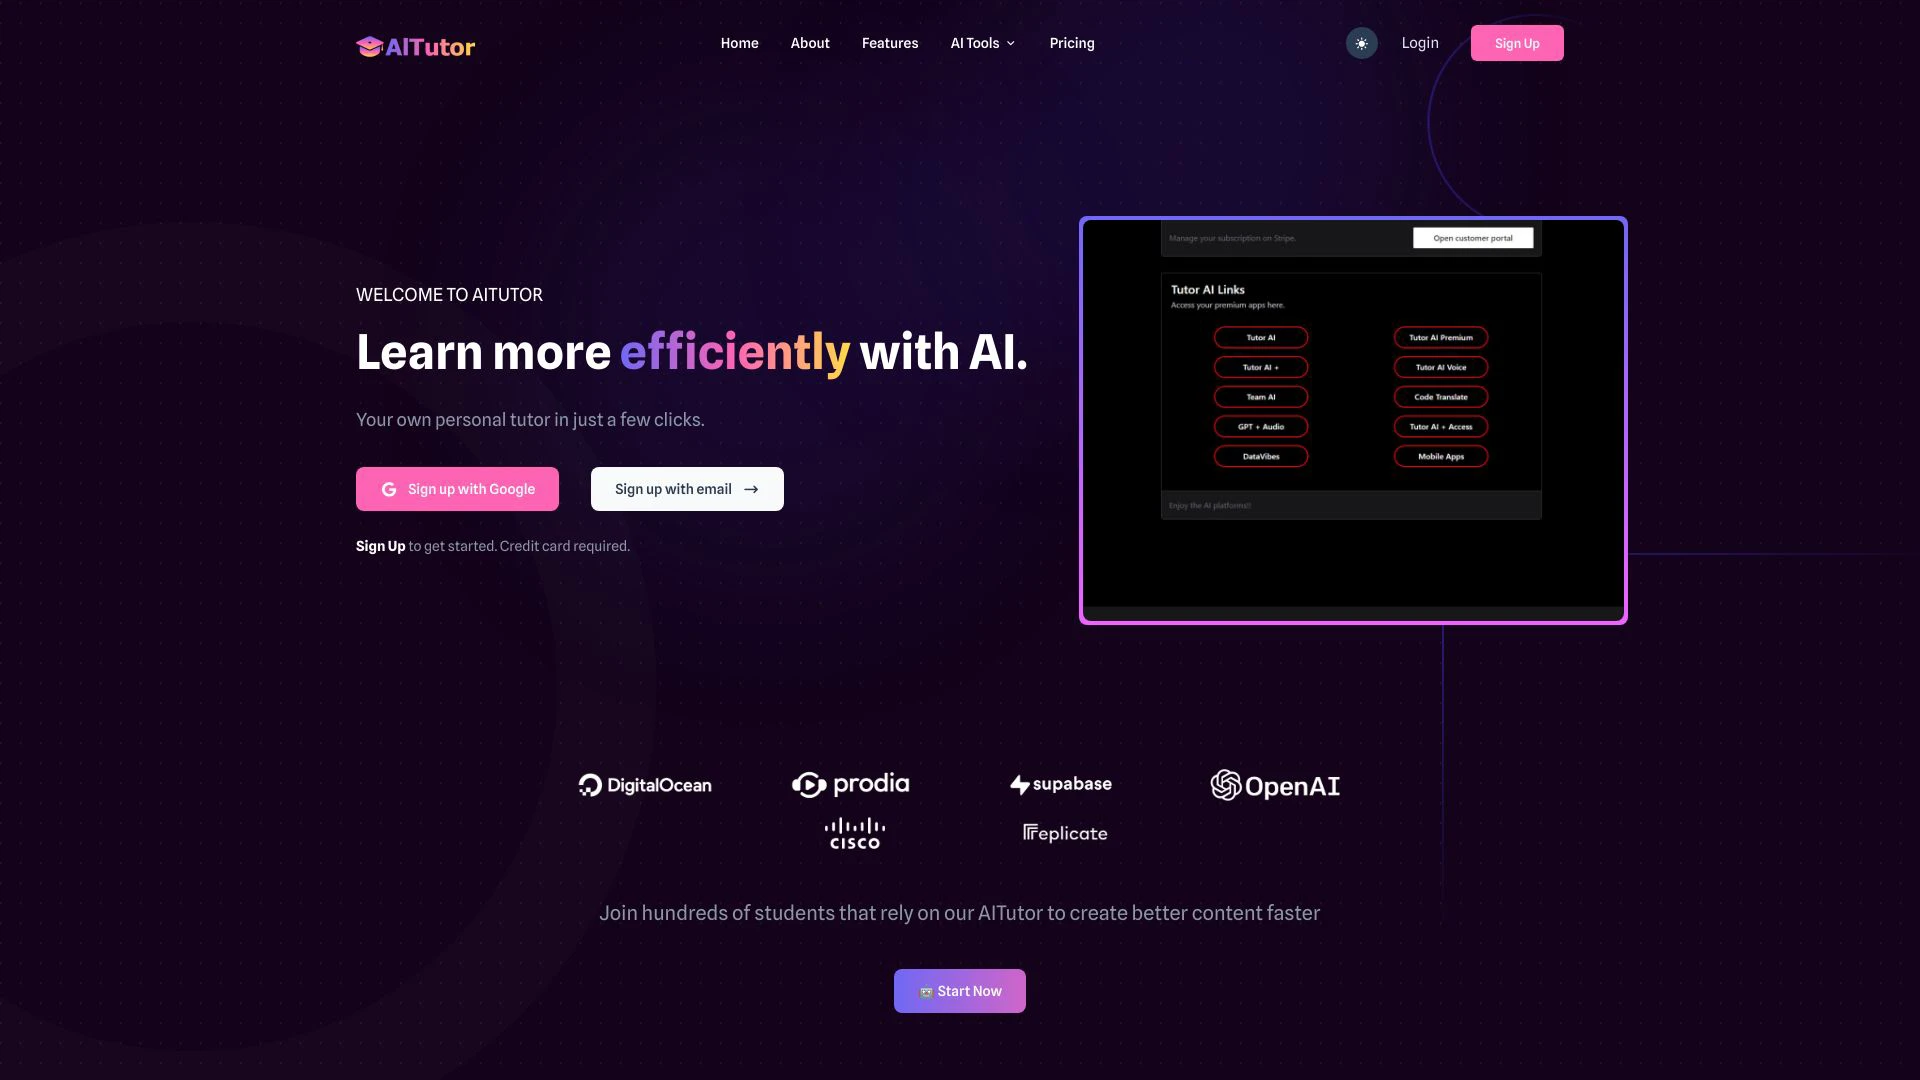 AITutor
Home
About
Features
AI Tools
Pricing
Login
Sign Up
WELCOME TO AITUTOR
Learn more efficiently with AI.
Your own personal tutor in just a few clicks.
Sign up with Google
Sign up with email
Sign Up to get started. Credit card required.
Manage your subscription on Stripe.
Open customer portal
Tutor AI Links
Access your premium apps here.
Tutor AI
Tutor AI Premium
Tutor AI +
Tutor AI Voice
Team AI
Code Translate
GPT + Audio
Tutor AI + Access
DataVibes
Mobile Apps
Enjoy the AI platforms!!
DigitalOcean
prodia
supabase
OpenAI
cisco
replicate
Join hundreds of students that rely on our AITutor to create better content faster
Start Now